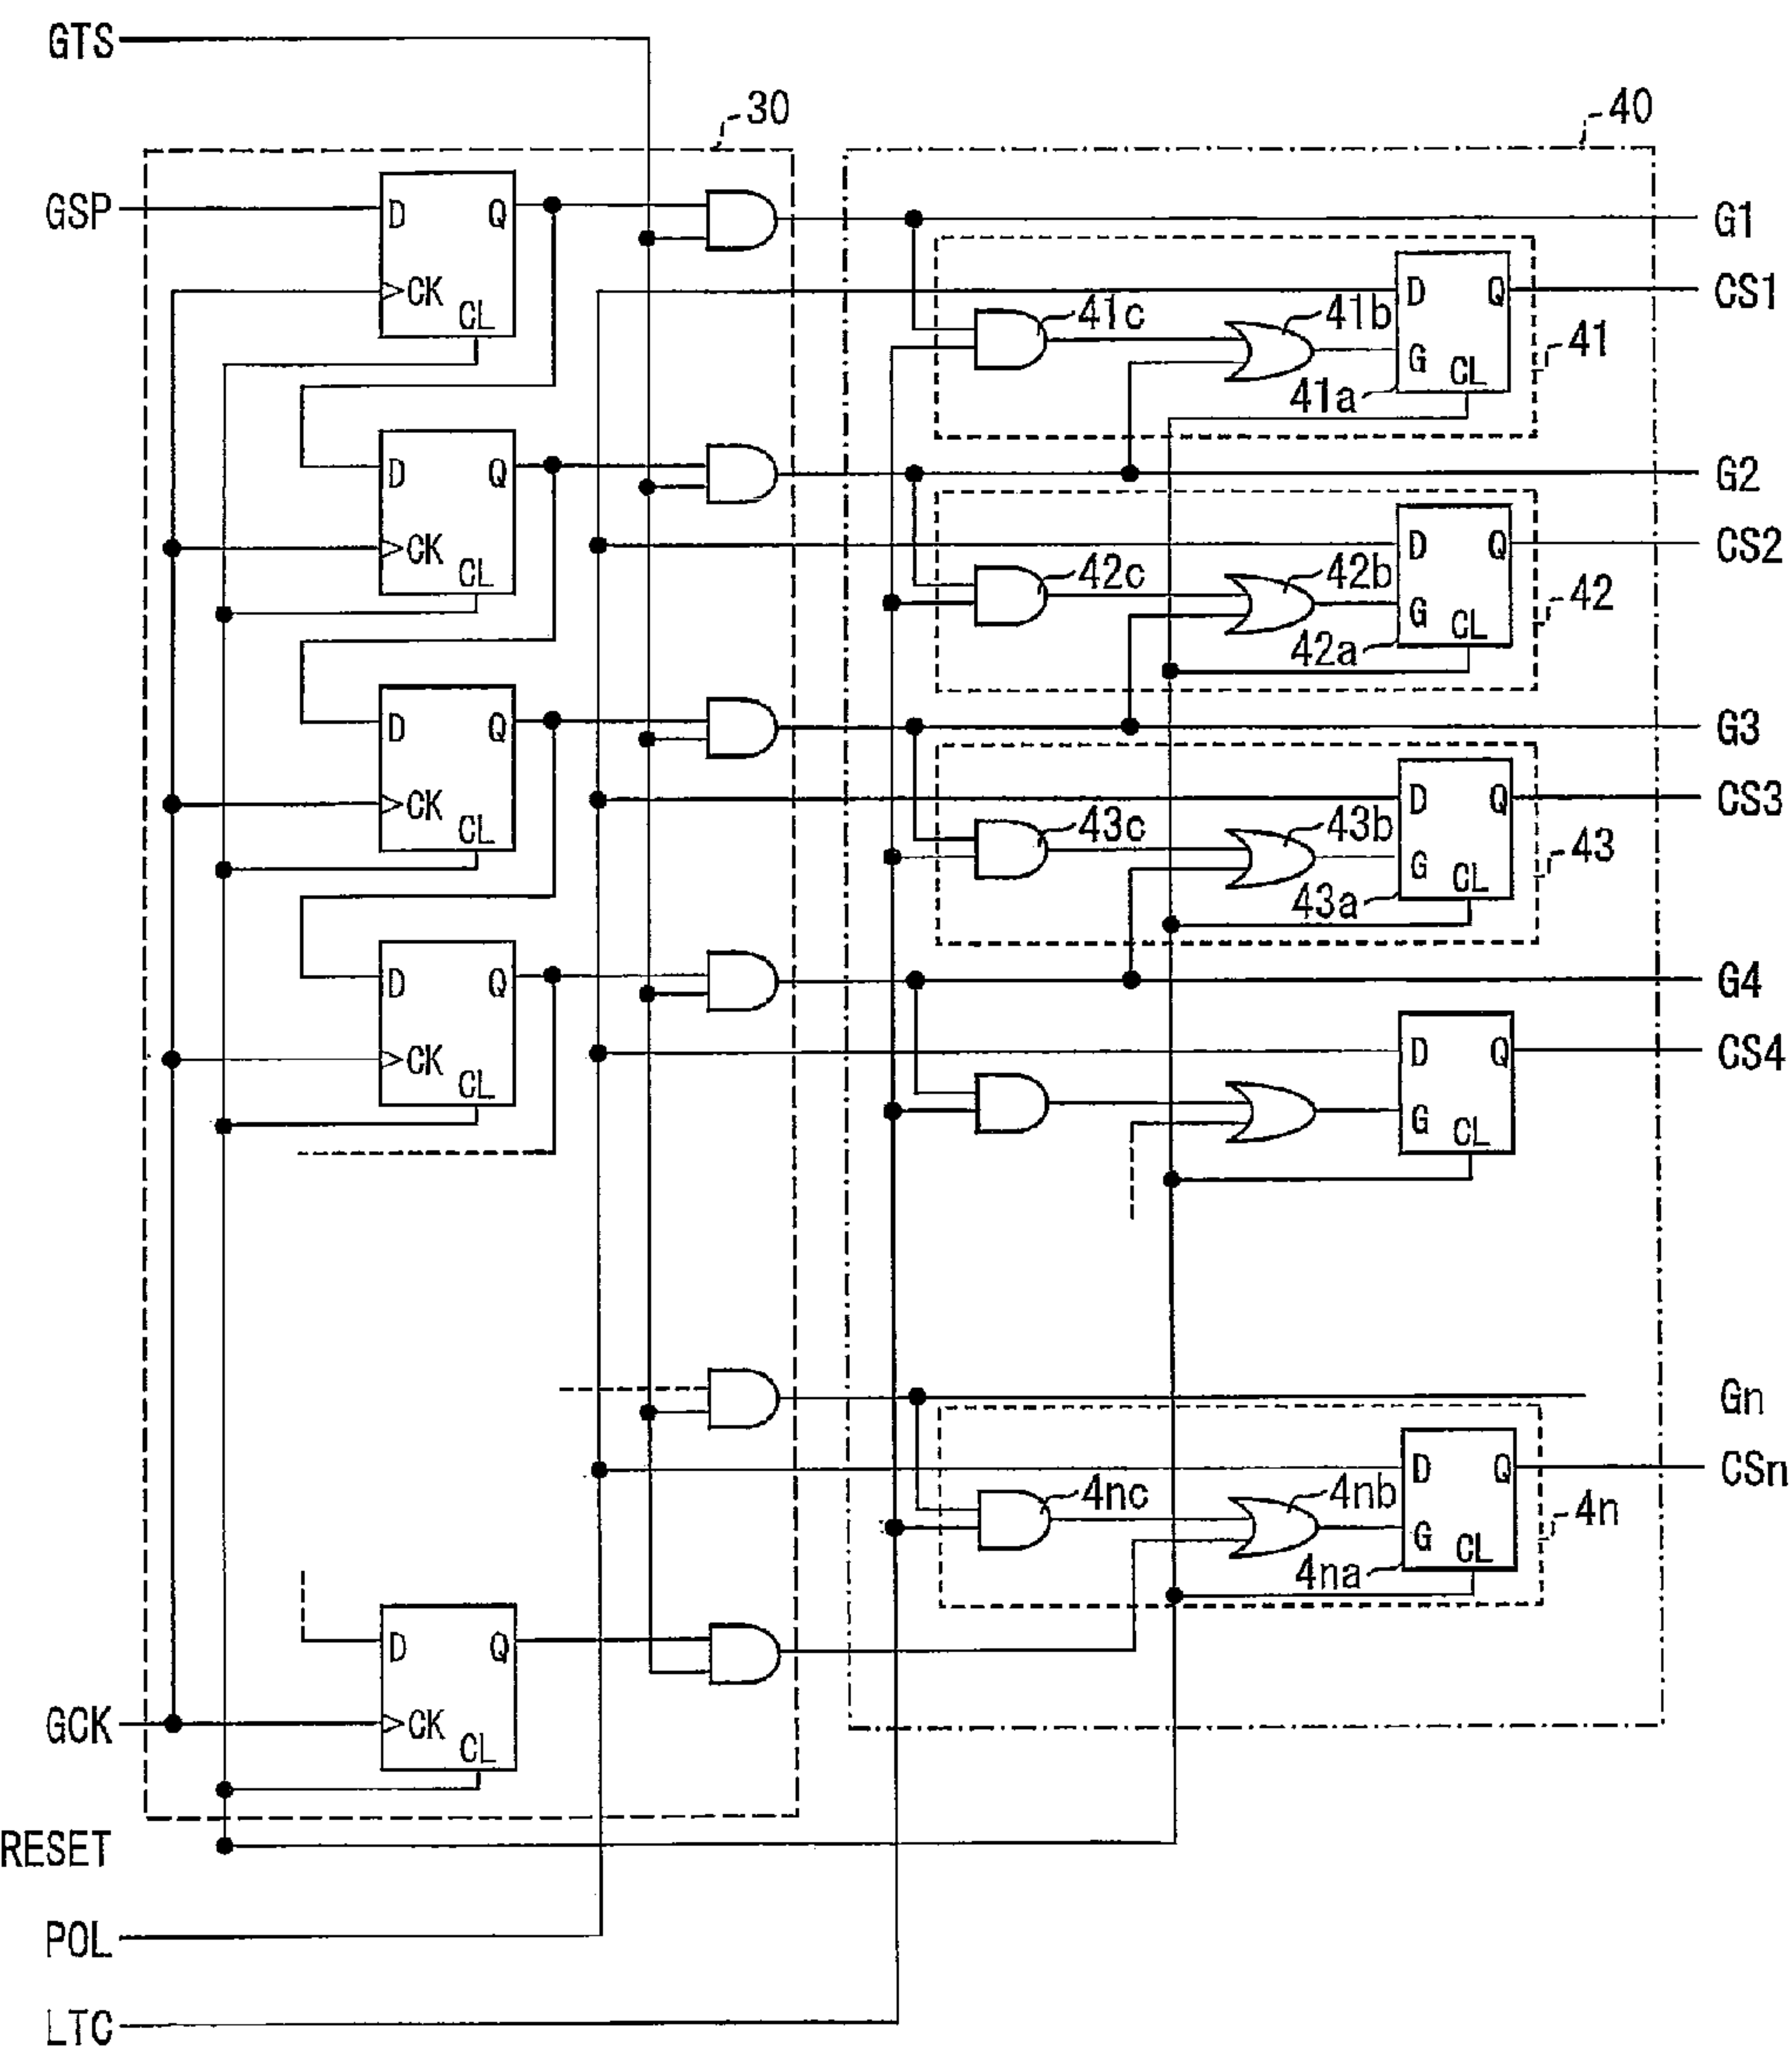 GTS
30
40
GSP
D
Q
CK
CL
G1
D
Q
CS1
41c
41b
G
CL
41
41a
D
Q
CK
CL
G2
D
Q
CS2
42c
42b
G
CL
42
42a
D
Q
CK
CL
G3
D
Q
CS3
43c
43b
G
CL
43
43a
D
Q
CK
CL
G4
D
Q
CS4
G
CL
Gn
D
Q
CSn
4nc
4nb
G
CL
4n
4na
D
Q
GCK
CK
CL
RESET
POL
LTC